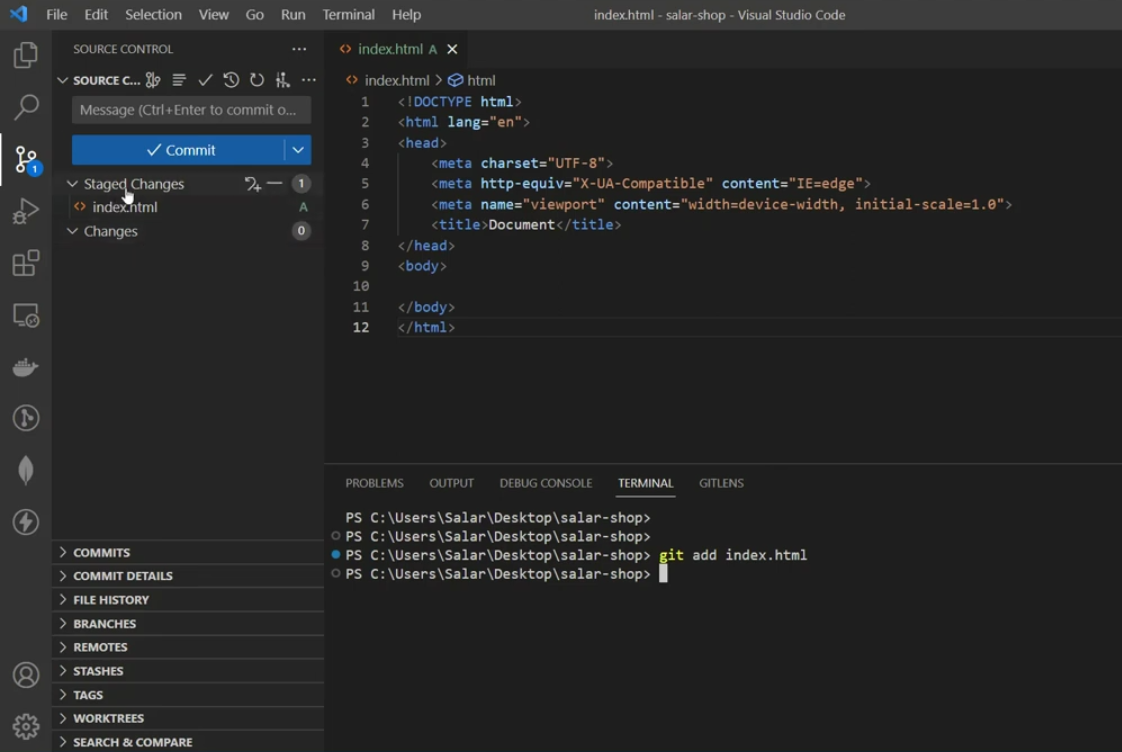 File Edit Selection View Go Run Terminal Help
index.html - salar-shop - Visual Studio Code
SOURCE CONTROL
SOURCE C...
Message (Ctrl+Enter to commit o...
Commit
Staged Changes 1
index.html A
Changes 0
COMMITS
COMMIT DETAILS
FILE HISTORY
BRANCHES
REMOTES
STASHES
TAGS
WORKTREES
SEARCH & COMPARE
1
index.html A
index.html > html
1 <!DOCTYPE html>
2 <html lang="en">
3 <head>
4 <meta charset="UTF-8">
5 <meta http-equiv="X-UA-Compatible" content="IE=edge">
6 <meta name="viewport" content="width=device-width, initial-scale=1.0">
7 <title>Document</title>
8 </head>
9 <body>
10
11 </body>
12 </html>
PROBLEMS OUTPUT DEBUG CONSOLE TERMINAL GITLENS
PS C:\Users\Salar\Desktop\salar-shop>
PS C:\Users\Salar\Desktop\salar-shop>
PS C:\Users\Salar\Desktop\salar-shop> git add index.html
PS C:\Users\Salar\Desktop\salar-shop>